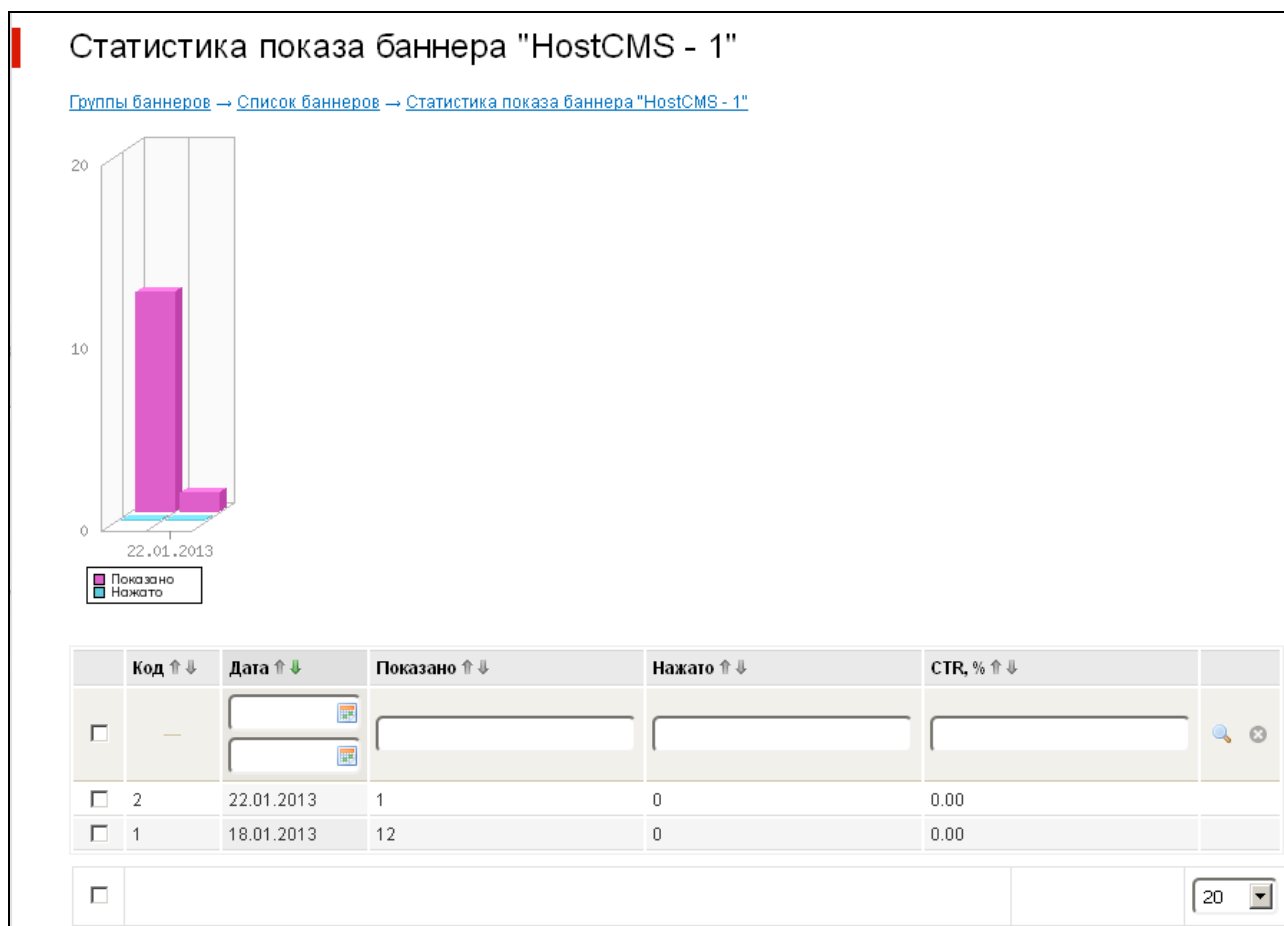 Статистика показа баннера "HostCMS - 1"
Группы баннеров → Список баннеров → Статистика показа баннера "HostCMS - 1"
20
10
0
22.01.2013
Показано
Нажато
Код Дата Показано Нажато CTR, %
—
2 22.01.2013 1 0 0.00
1 18.01.2013 12 0 0.00
20